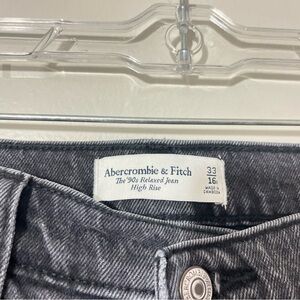 Abercrombie & Fitch
The '90s Relaxed Jean
High Rise
33
16
MADE IN
CAMBODIA